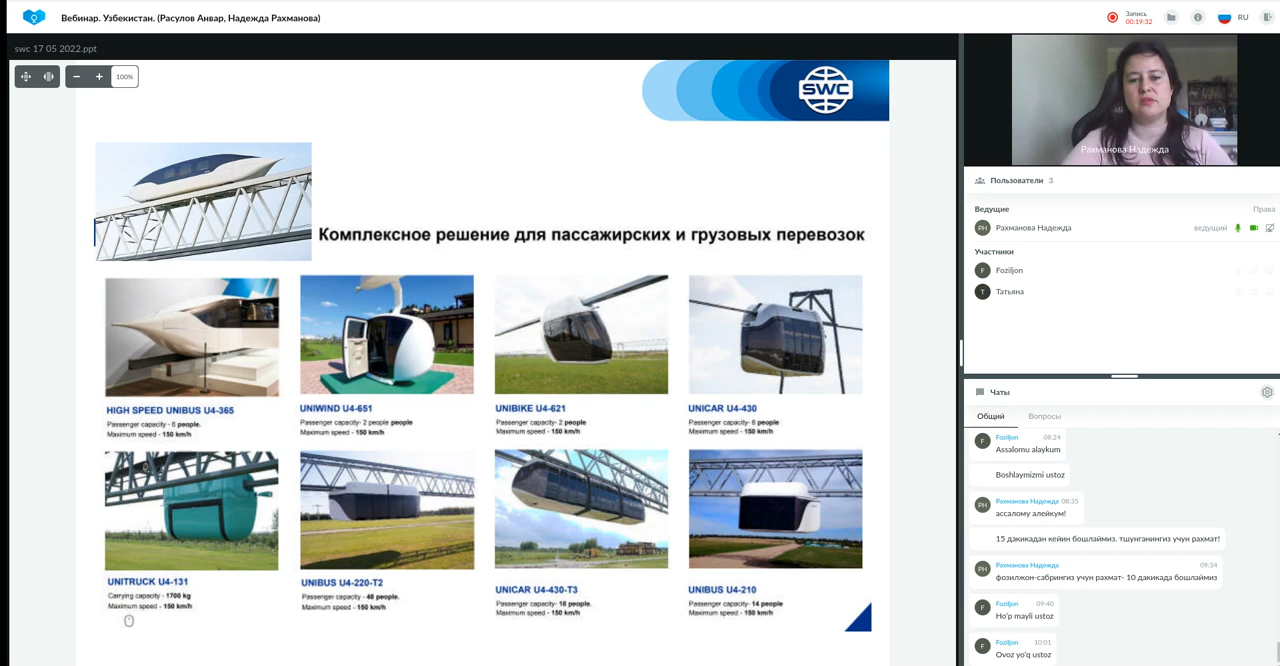 Вебинар. Узбекистан. (Расулов Анвар, Надежда Рахманова)
Запись
00:19:32
RU
swc 17 05 2022.ppt
100%
SWC
Комплексное решение для пассажирских и грузовых перевозок
HIGH SPEED UNIBUS U4-365
Passenger capacity - 6 people.
Maximum speed - 150 km/h
UNIWIND U4-651
Passenger capacity- 2 people people
Maximum speed - 150 km/h
UNIBIKE U4-621
Passenger capacity- 2 people
Maximum speed - 150 km/h
UNICAR U4-430
Passenger capacity - 6 people
Maximum speed - 150 km/h
UNITRUCK U4-131
Carrying capacity - 1700 kg
Maximum speed - 150 km/h
UNIBUS U4-220-T2
Passenger capacity - 48 people.
Maximum speed - 150 km/h
UNICAR U4-430-T3
Passenger capacity- 18 people.
Maximum speed - 150 km/h
UNIBUS U4-210
Passenger capacity- 14 people
Maximum speed - 150 km/h
Рахманова Надежда
Пользователи 3
Ведущие Права
РН Рахманова Надежда ведущий
Участники
F Foziljon
Т Татьяна
Чаты
Общий Вопросы
F Foziljon 08:24
Assalomu alaykum
Boshlaymizmi ustoz
РН Рахманова Надежда 08:35
ассалому алейкум!
15 дакикадан кейин бошлаймиз. тшунганингиз учун рахмат!
РН Рахманова Надежда 09:34
фозилжон-сабрингиз учун рахмат- 10 дакикада бошлаймиз
F Foziljon 09:40
Ho'p mayli ustoz
F Foziljon 10:01
Ovoz yo'q ustoz